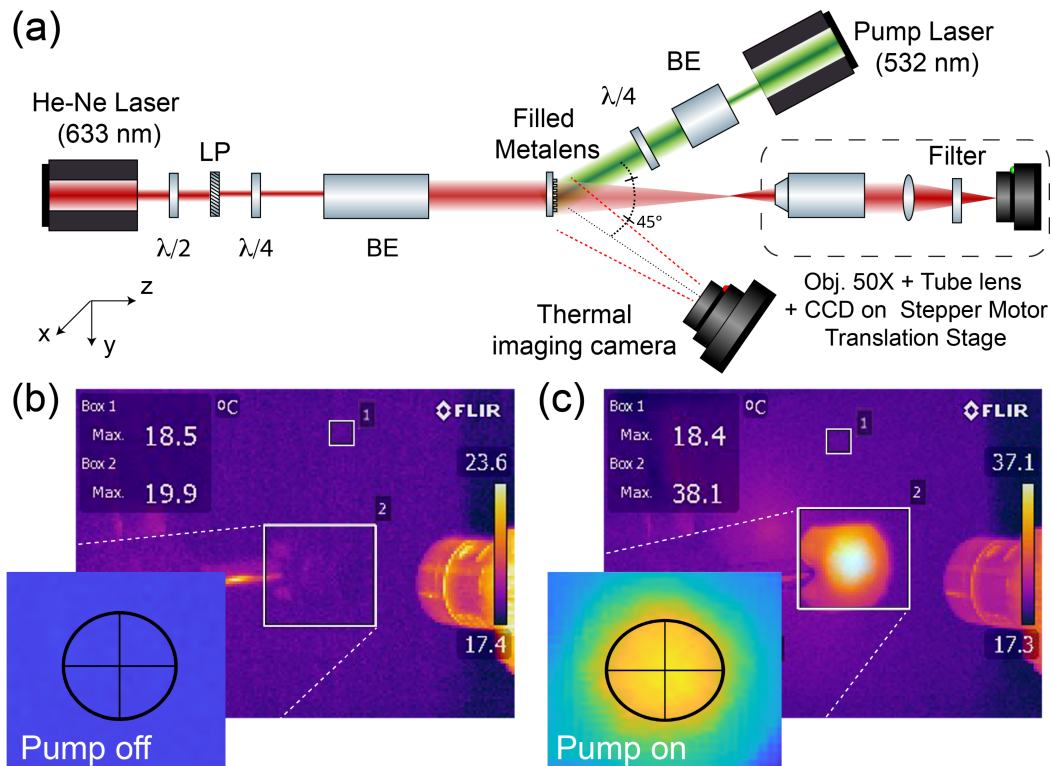 (a)
Pump Laser
(532 nm)
BE
λ/4
He-Ne Laser
(633 nm)
LP
Filled
Metalens
Filter
λ/2
λ/4
BE
45°
Obj. 50X + Tube lens
+ CCD on Stepper Motor
Translation Stage
Thermal
imaging camera
z
x
y
(b)
Box 1
Max. 18.5
Box 2
Max. 19.9
ºC
1
FLIR
23.6
2
17.4
Pump off
(c)
Box 1
Max. 18.4
Box 2
Max. 38.1
ºC
1
FLIR
37.1
2
17.3
Pump on